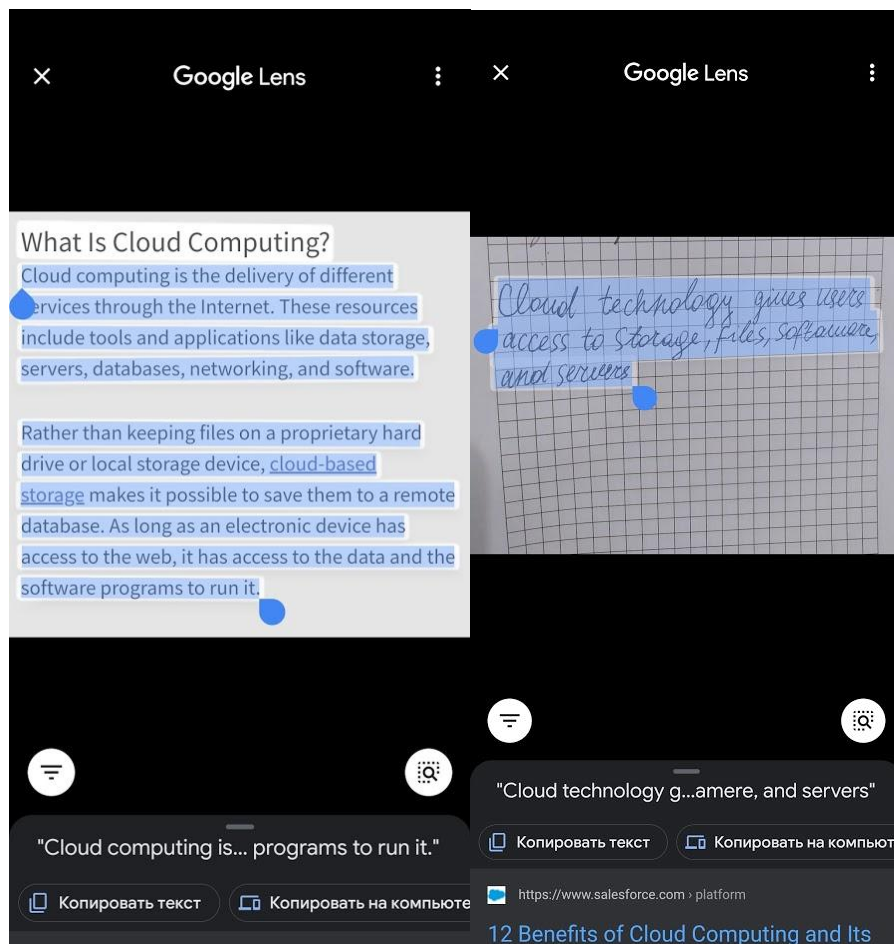 Google Lens
What Is Cloud Computing?
Cloud computing is the delivery of different
ervices through the Internet. These resources
include tools and applications like data storage,
servers, databases, networking, and software.
Rather than keeping files on a proprietary hard
drive or local storage device, cloud-based
storage makes it possible to save them to a remote
database. As long as an electronic device has
access to the web, it has access to the data and the
software programs to run it.
"Cloud computing is... programs to run it."
Копировать текст
Копировать на компьюте
Google Lens
Cloud technology gives users
access to storage, files, software,
and servers
"Cloud technology g...amere, and servers"
Копировать текст
Копировать на компьют
https://www.salesforce.com › platform
12 Benefits of Cloud Computing and Its